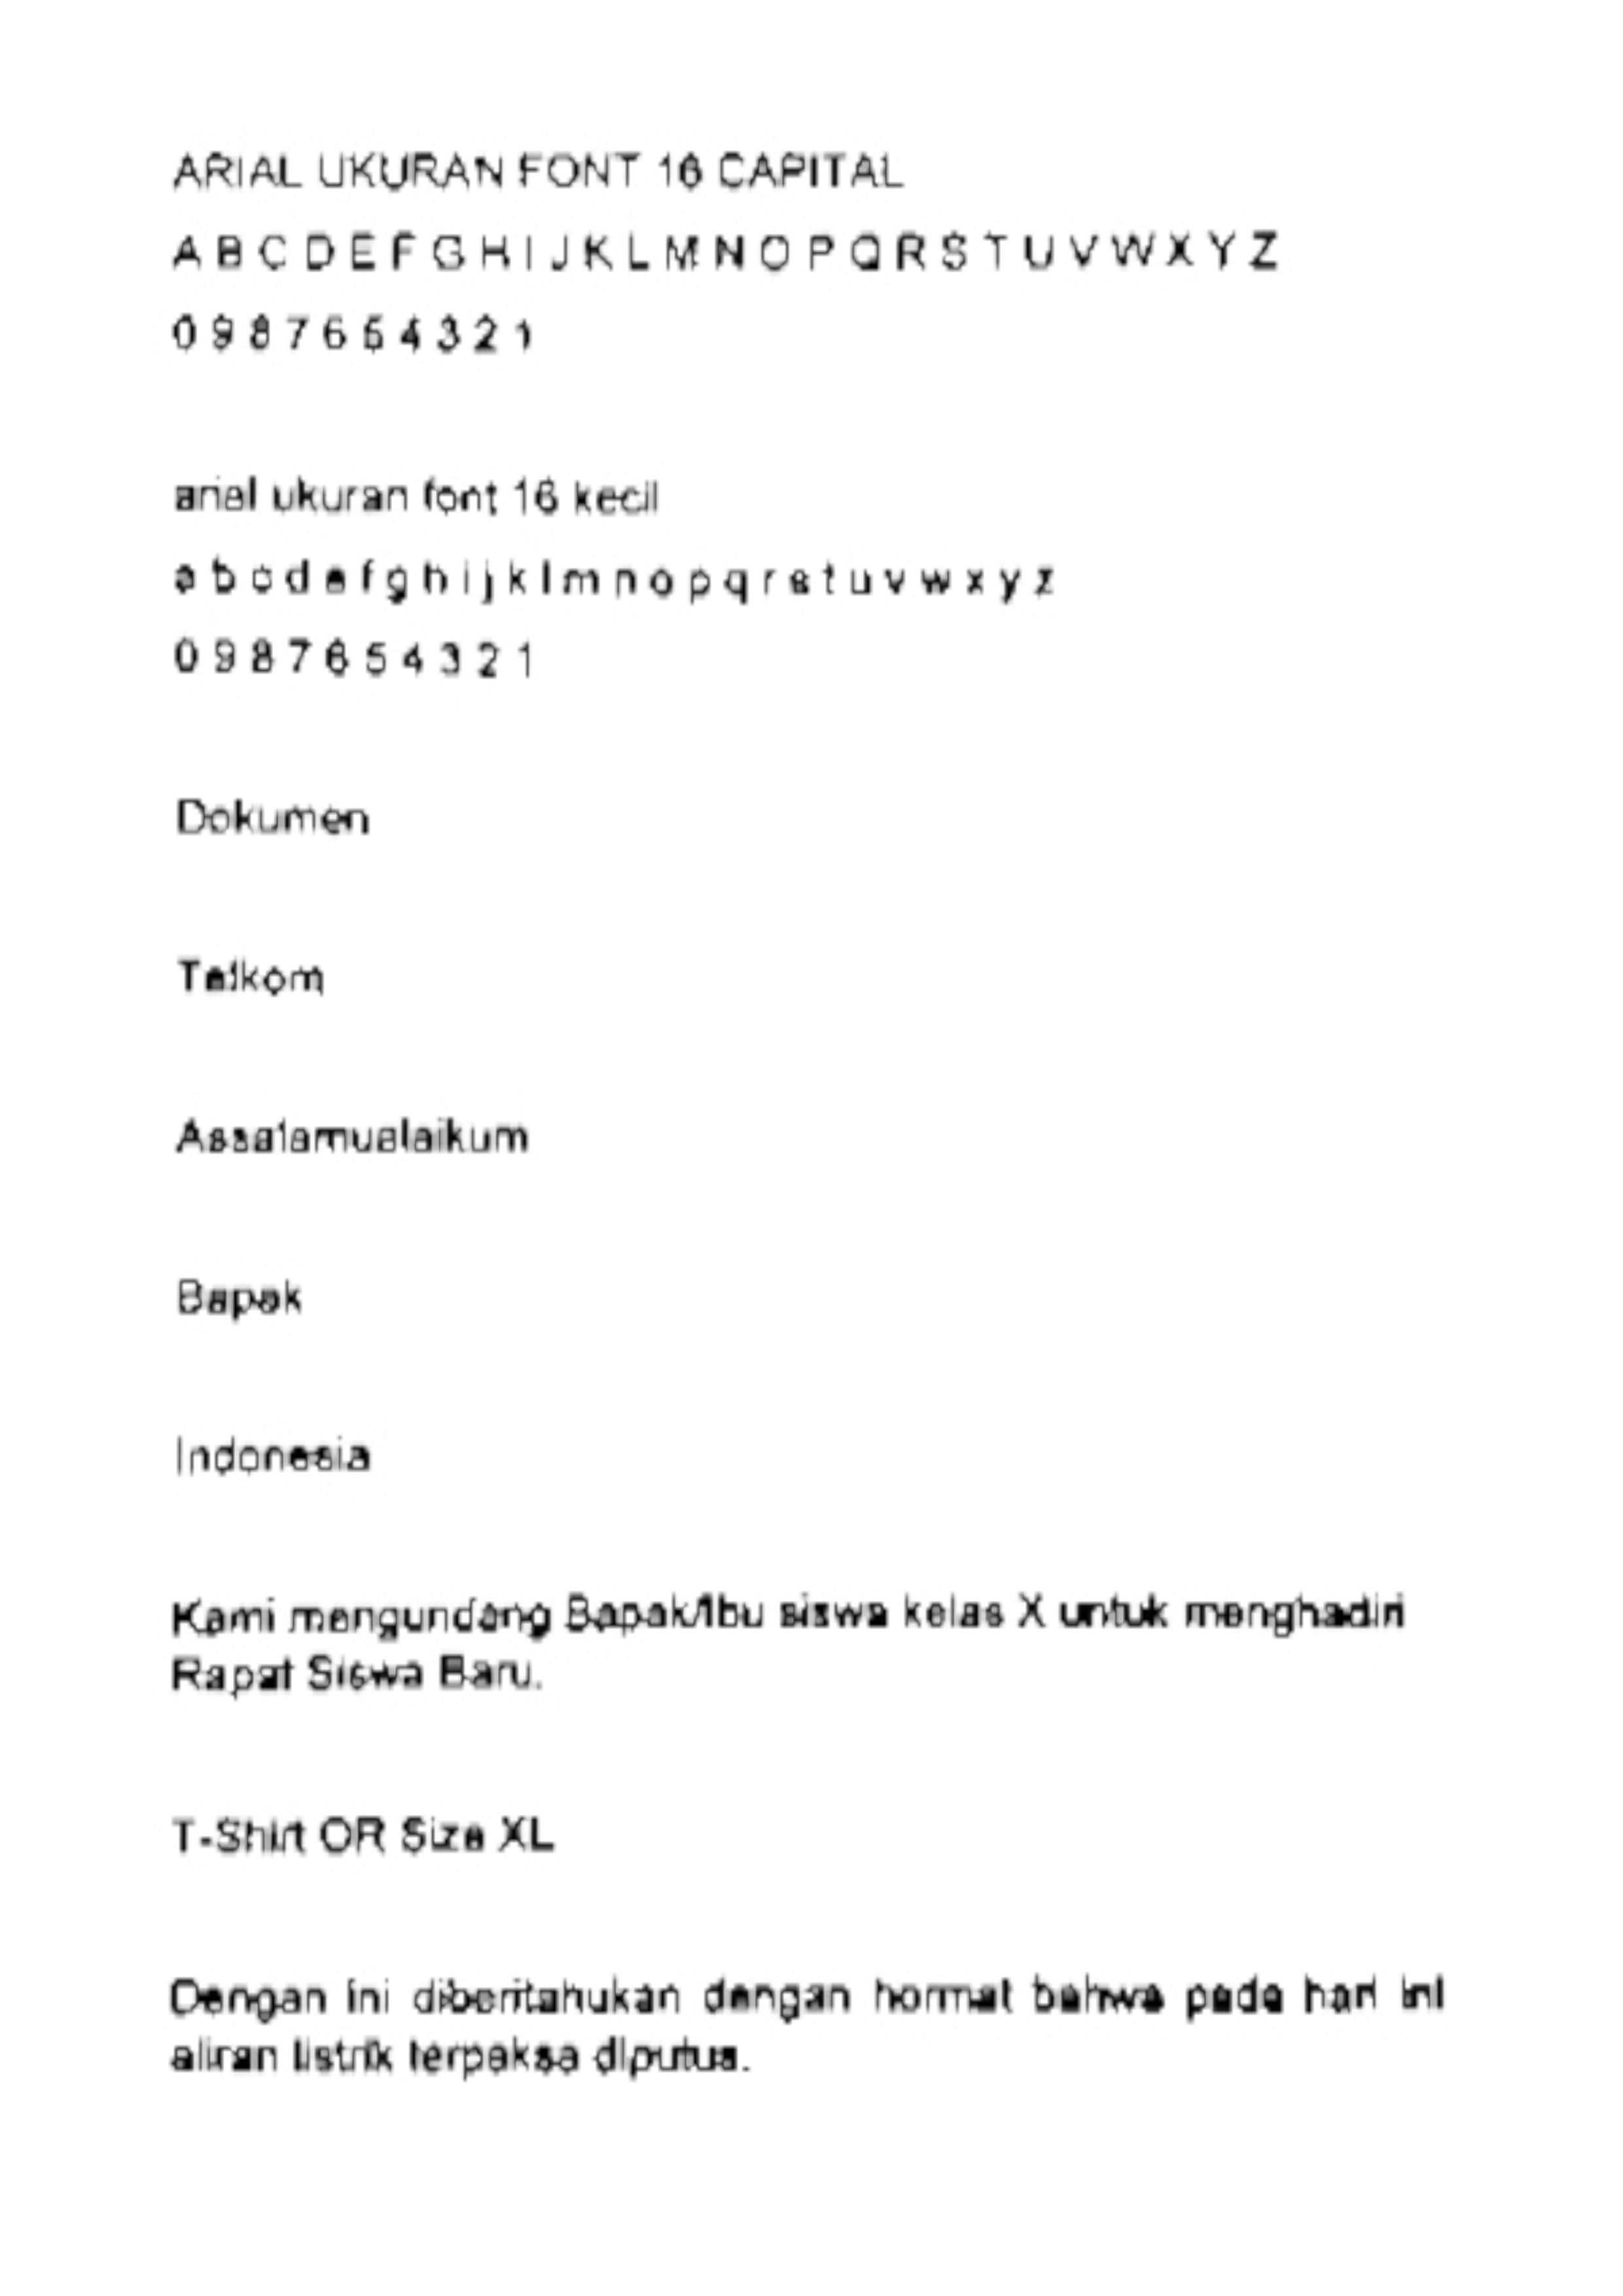 ARIAL UKURAN FONT 16 CAPITAL
A B C D E F G H I J K L M N O P Q R S T U V W X Y Z
0 9 8 7 6 5 4 3 2 1
arial ukuran font 16 kecil
a b c d e f g h i j k l m n o p q r s t u v w x y z
0 9 8 7 6 5 4 3 2 1
Dokumen
Telkom
Assalamualaikum
Bapak
Indonesia
Kami mengundang Bapak/Ibu siswa kelas X untuk menghadiri
Rapat Siswa Baru.
T-Shirt OR Size XL
Dengan ini diberitahukan dengan hormat bahwa pada hari ini
aliran listrik terpaksa diputus.